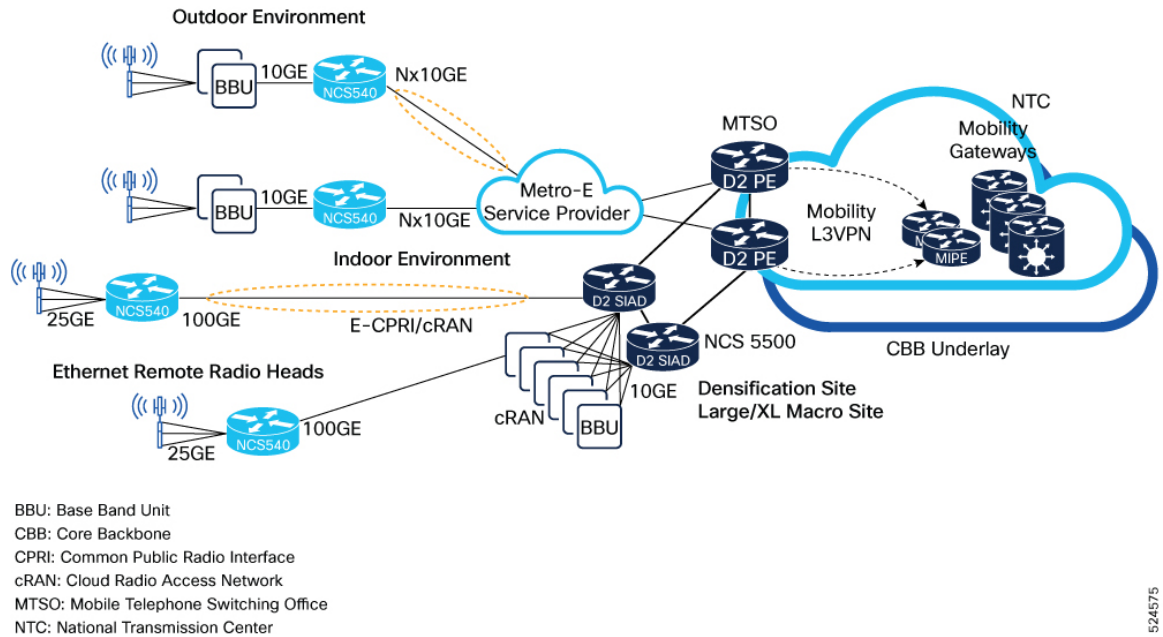 Outdoor Environment
BBU
10GE
NCS540
Nx10GE
BBU
10GE
NCS540
Nx10GE
Metro-E
Service Provider
MTSO
D2 PE
D2 PE
NTC
Mobility
Gateways
Mobility
L3VPN
MIPE
CBB Underlay
Indoor Environment
25GE
NCS540
100GE
E-CPRI/cRAN
D2 SIAD
D2 SIAD
NCS 5500
10GE
Densification Site
Large/XL Macro Site
cRAN
BBU
Ethernet Remote Radio Heads
25GE
NCS540
100GE
BBU: Base Band Unit
CBB: Core Backbone
CPRI: Common Public Radio Interface
cRAN: Cloud Radio Access Network
MTSO: Mobile Telephone Switching Office
NTC: National Transmission Center
524575